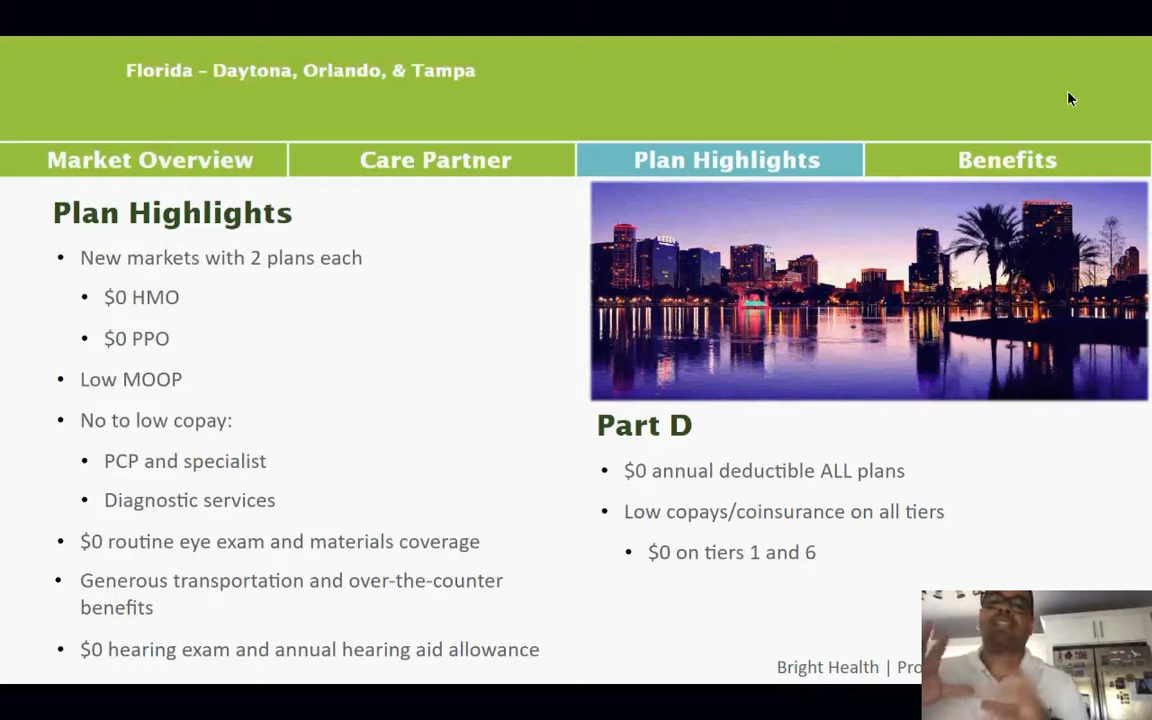 Florida – Daytona, Orlando, & Tampa
Market Overview
Care Partner
Plan Highlights
Benefits
Plan Highlights
• New markets with 2 plans each
• $0 HMO
• $0 PPO
• Low MOOP
• No to low copay:
• PCP and specialist
• Diagnostic services
• $0 routine eye exam and materials coverage
• Generous transportation and over-the-counter
benefits
• $0 hearing exam and annual hearing aid allowance
Part D
• $0 annual deductible ALL plans
• Low copays/coinsurance on all tiers
• $0 on tiers 1 and 6
Bright Health |